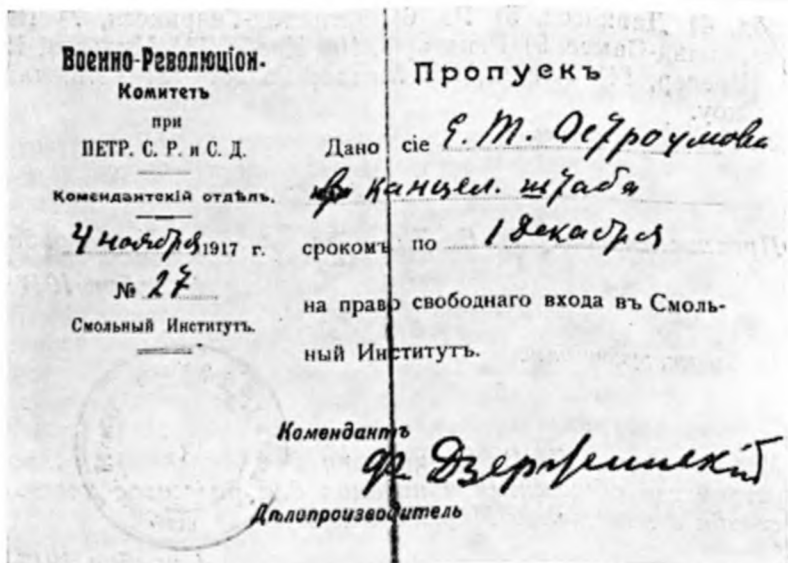 Военно-Революціон.
Комитетъ
при
ПЕТР. С. Р. и С. Д.
Комендантскій отдѣлъ.
4 ноября 1917 г.
№ 27
Смольный Институтъ.
Пропускъ
Дано сіе Е. Т. Остроумова
канцел. штаба
срокомъ по 1 Декабря
на право свободнаго входа въ Смоль-
ный Институтъ.
Комендантъ
Ф Дзержинскій
Дѣлопроизводитель